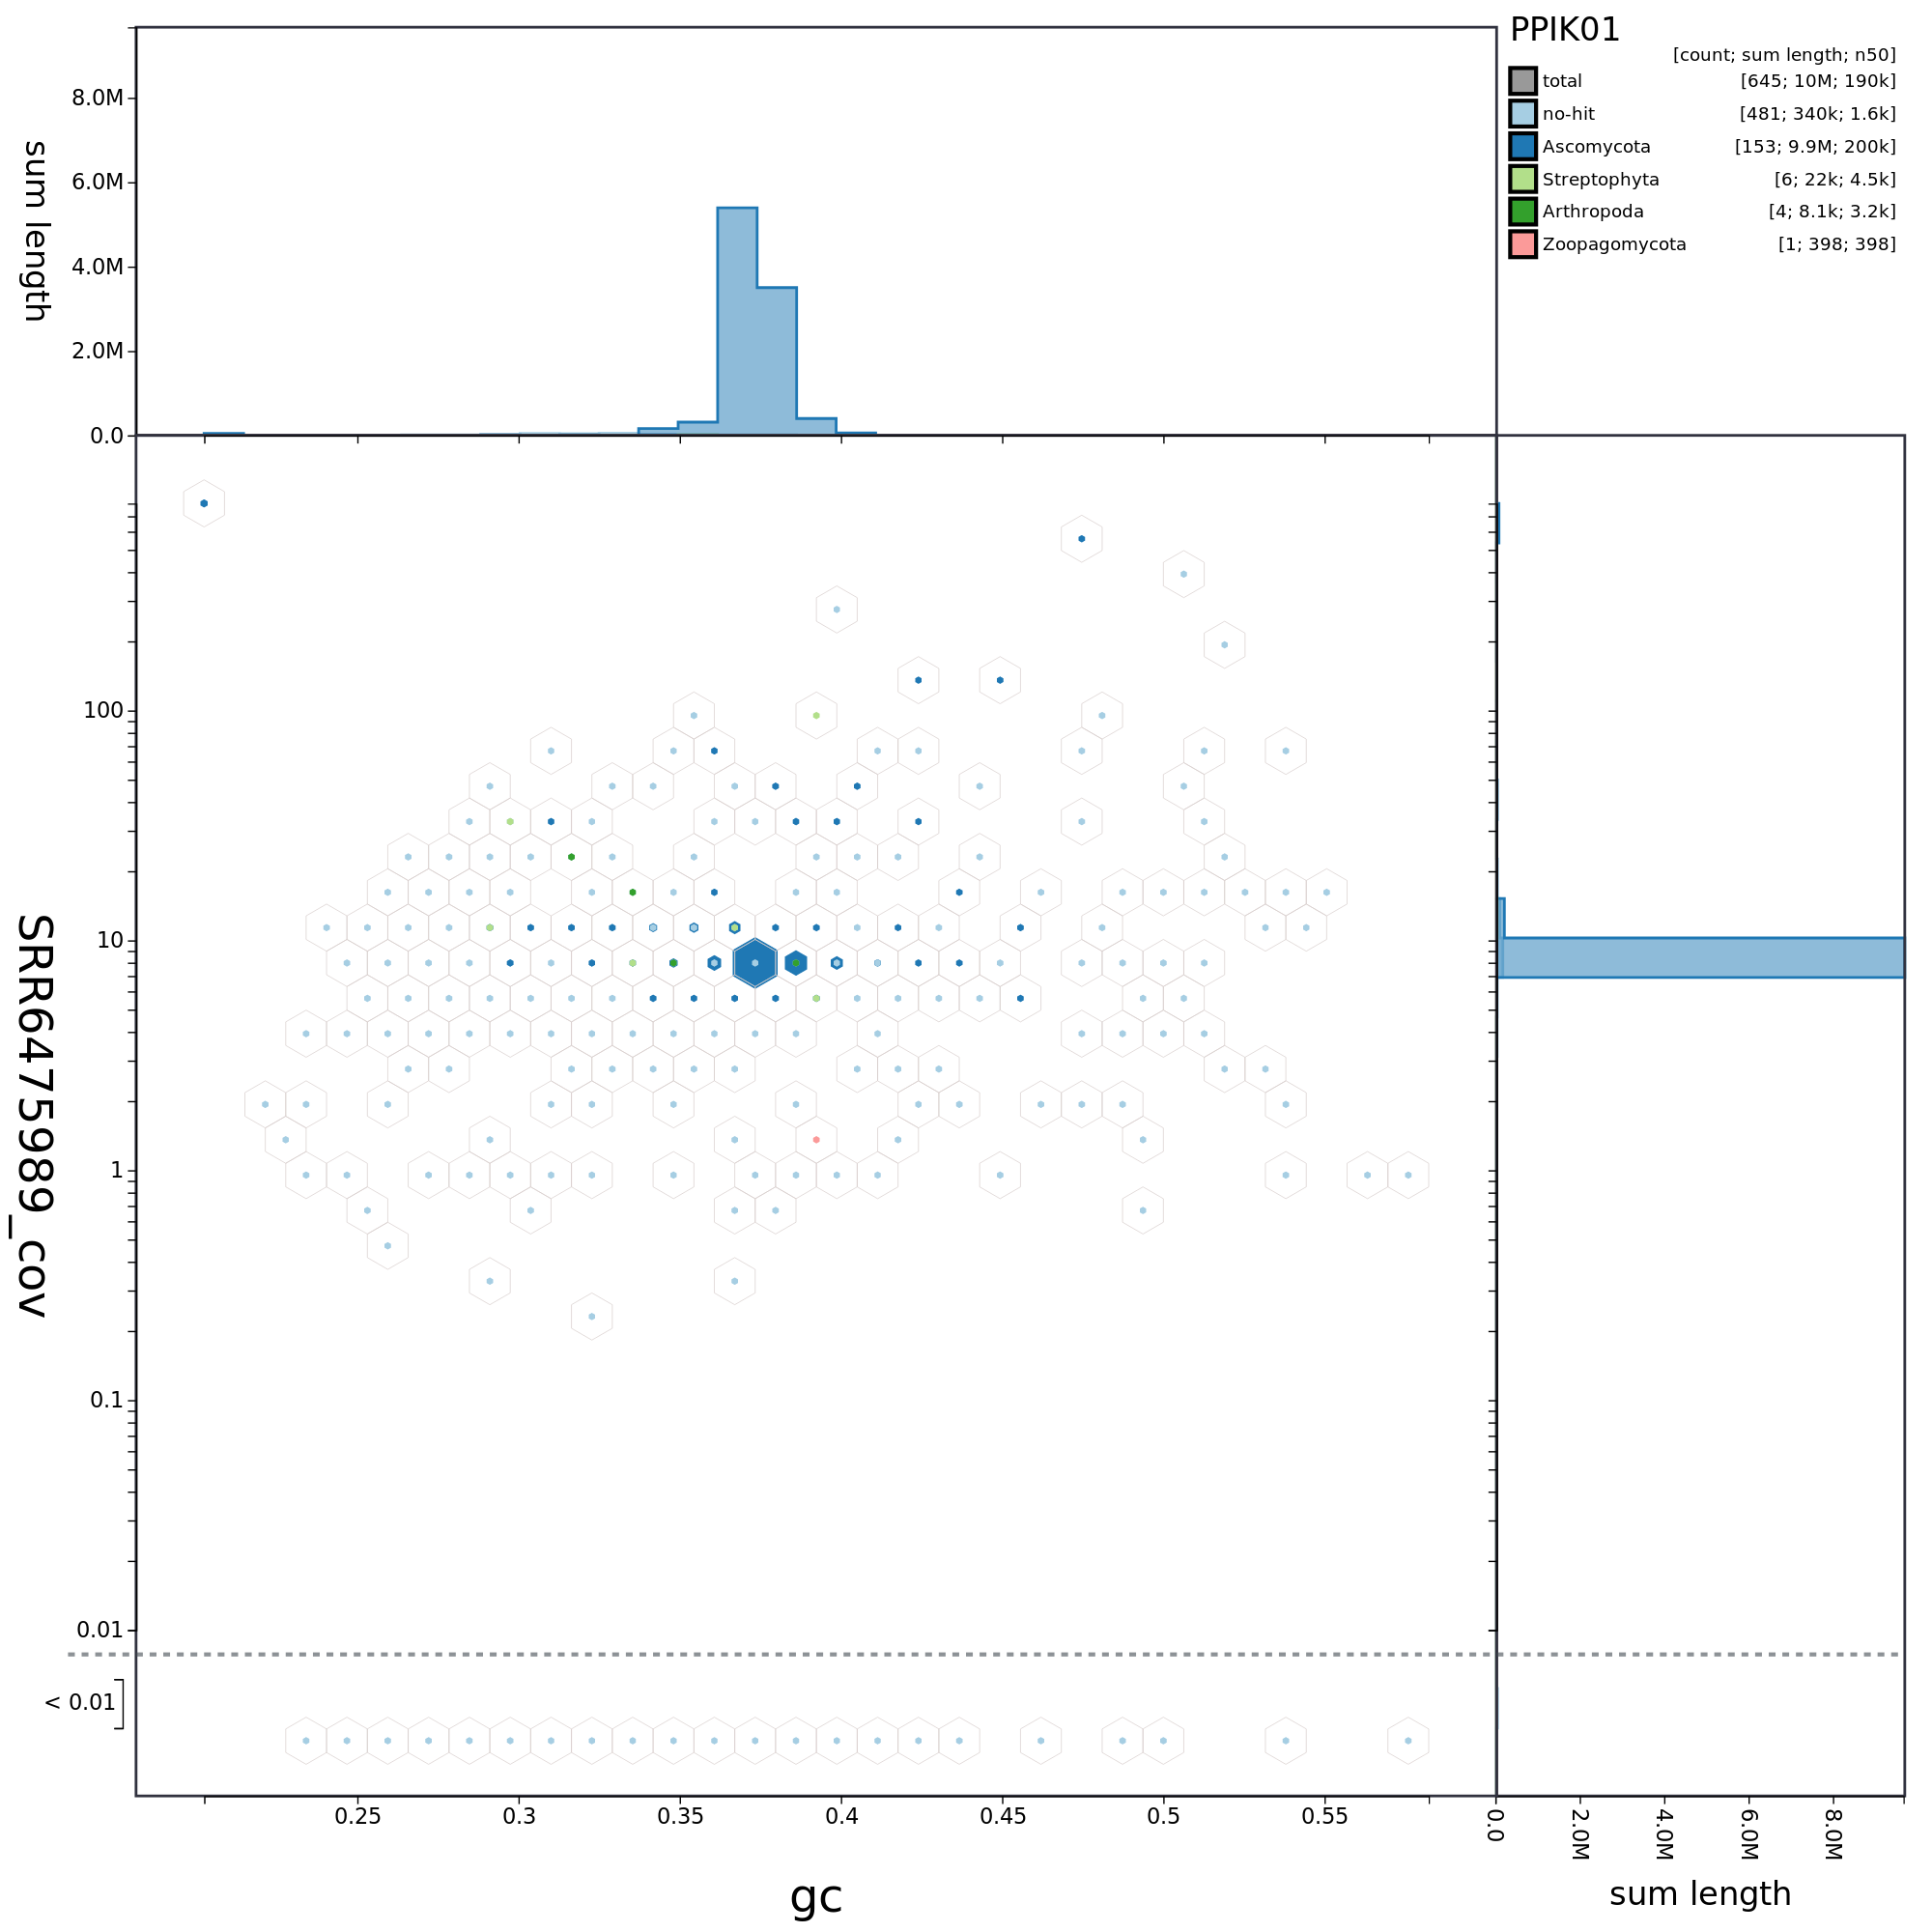 PPIK01
[count; sum length; n50]
total [645; 10M; 190k]
no-hit [481; 340k; 1.6k]
Ascomycota [153; 9.9M; 200k]
Streptophyta [6; 22k; 4.5k]
Arthropoda [4; 8.1k; 3.2k]
Zoopagomycota [1; 398; 398]
sum length
8.0M
6.0M
4.0M
2.0M
0.0
SRR6475989_cov
100
10
1
0.1
0.01
< 0.01
0.25 0.3 0.35 0.4 0.45 0.5 0.55
gc
0.0 2.0M 4.0M 6.0M 8.0M
sum length